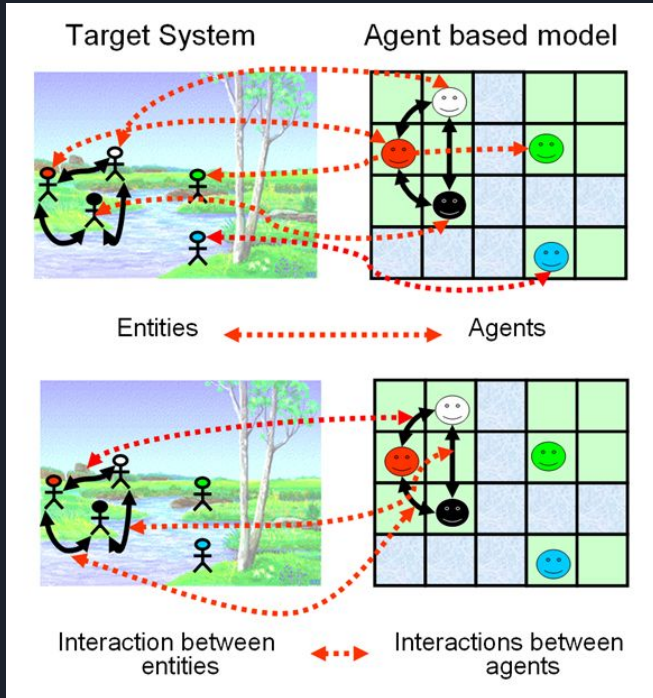 Target System
Agent based model
Entities
Agents
Interaction between
entities
Interactions between
agents